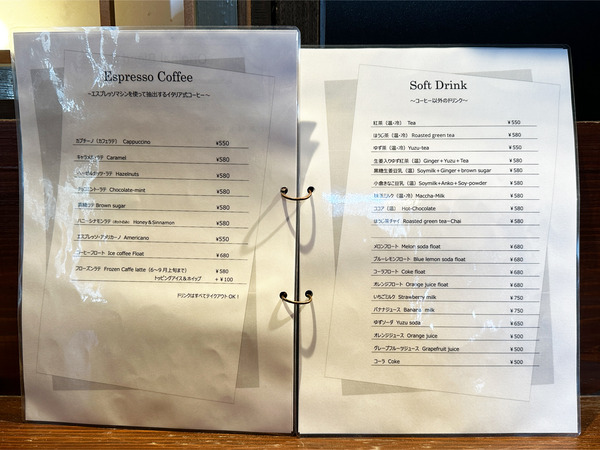 Espresso Coffee
~エスプレッソマシンを使って抽出するイタリア式コーヒー~
カプチーノ（カフェラテ） Cappuccino ¥550
キャラメルラテ Caramel ¥580
ヘーゼルナッツラテ Hazelnuts ¥580
チョコミントラテ Chocolate-mint ¥580
黒糖ラテ Brown sugar ¥580
ハニーシナモンラテ Honey＆Sinnamon ¥580
エスプレッソ・アメリカーノ Americano ¥550
コーヒーフロート Ice coffee Float ¥680
フローズンラテ Frozen Caffe latte（6～9月上旬まで） ¥580
トッピングアイス＆ホイップ +¥100
ドリンクはすべてテイクアウトOK！
Soft Drink
～コーヒー以外のドリンク～
紅茶（温・冷） Tea ¥550
ほうじ茶（温・冷） Roasted green tea ¥580
ゆず茶（温・冷） Yuzu-tea ¥550
生姜入りゆず紅茶（温）Ginger＋Yuzu＋Tea ¥580
黒糖生姜豆乳（温）Soymilk＋Ginger＋brown sugar ¥580
小倉きなこ豆乳（温）Soymilk+Anko＋Soy-powder ¥580
抹茶ミルク（温）Maccha-Milk ¥580
ココア（温） Hot-Chocolate ¥580
ほうじ茶チャイ Roasted green tea−Chai ¥580
メロンフロート Melon soda float ¥680
ブルーレモンフロート Blue lemon soda float ¥680
コーラフロート Coke float ¥680
オレンジフロート Orange juice float ¥680
いちごミルク Strawberry milk ¥750
バナナジュース Banana milk ¥750
ゆずソーダ Yuzu soda ¥650
オレンジジュース Orange juice ¥500
グレープフルーツジュース Grapefruit juice ¥500
コーラ Coke ¥500